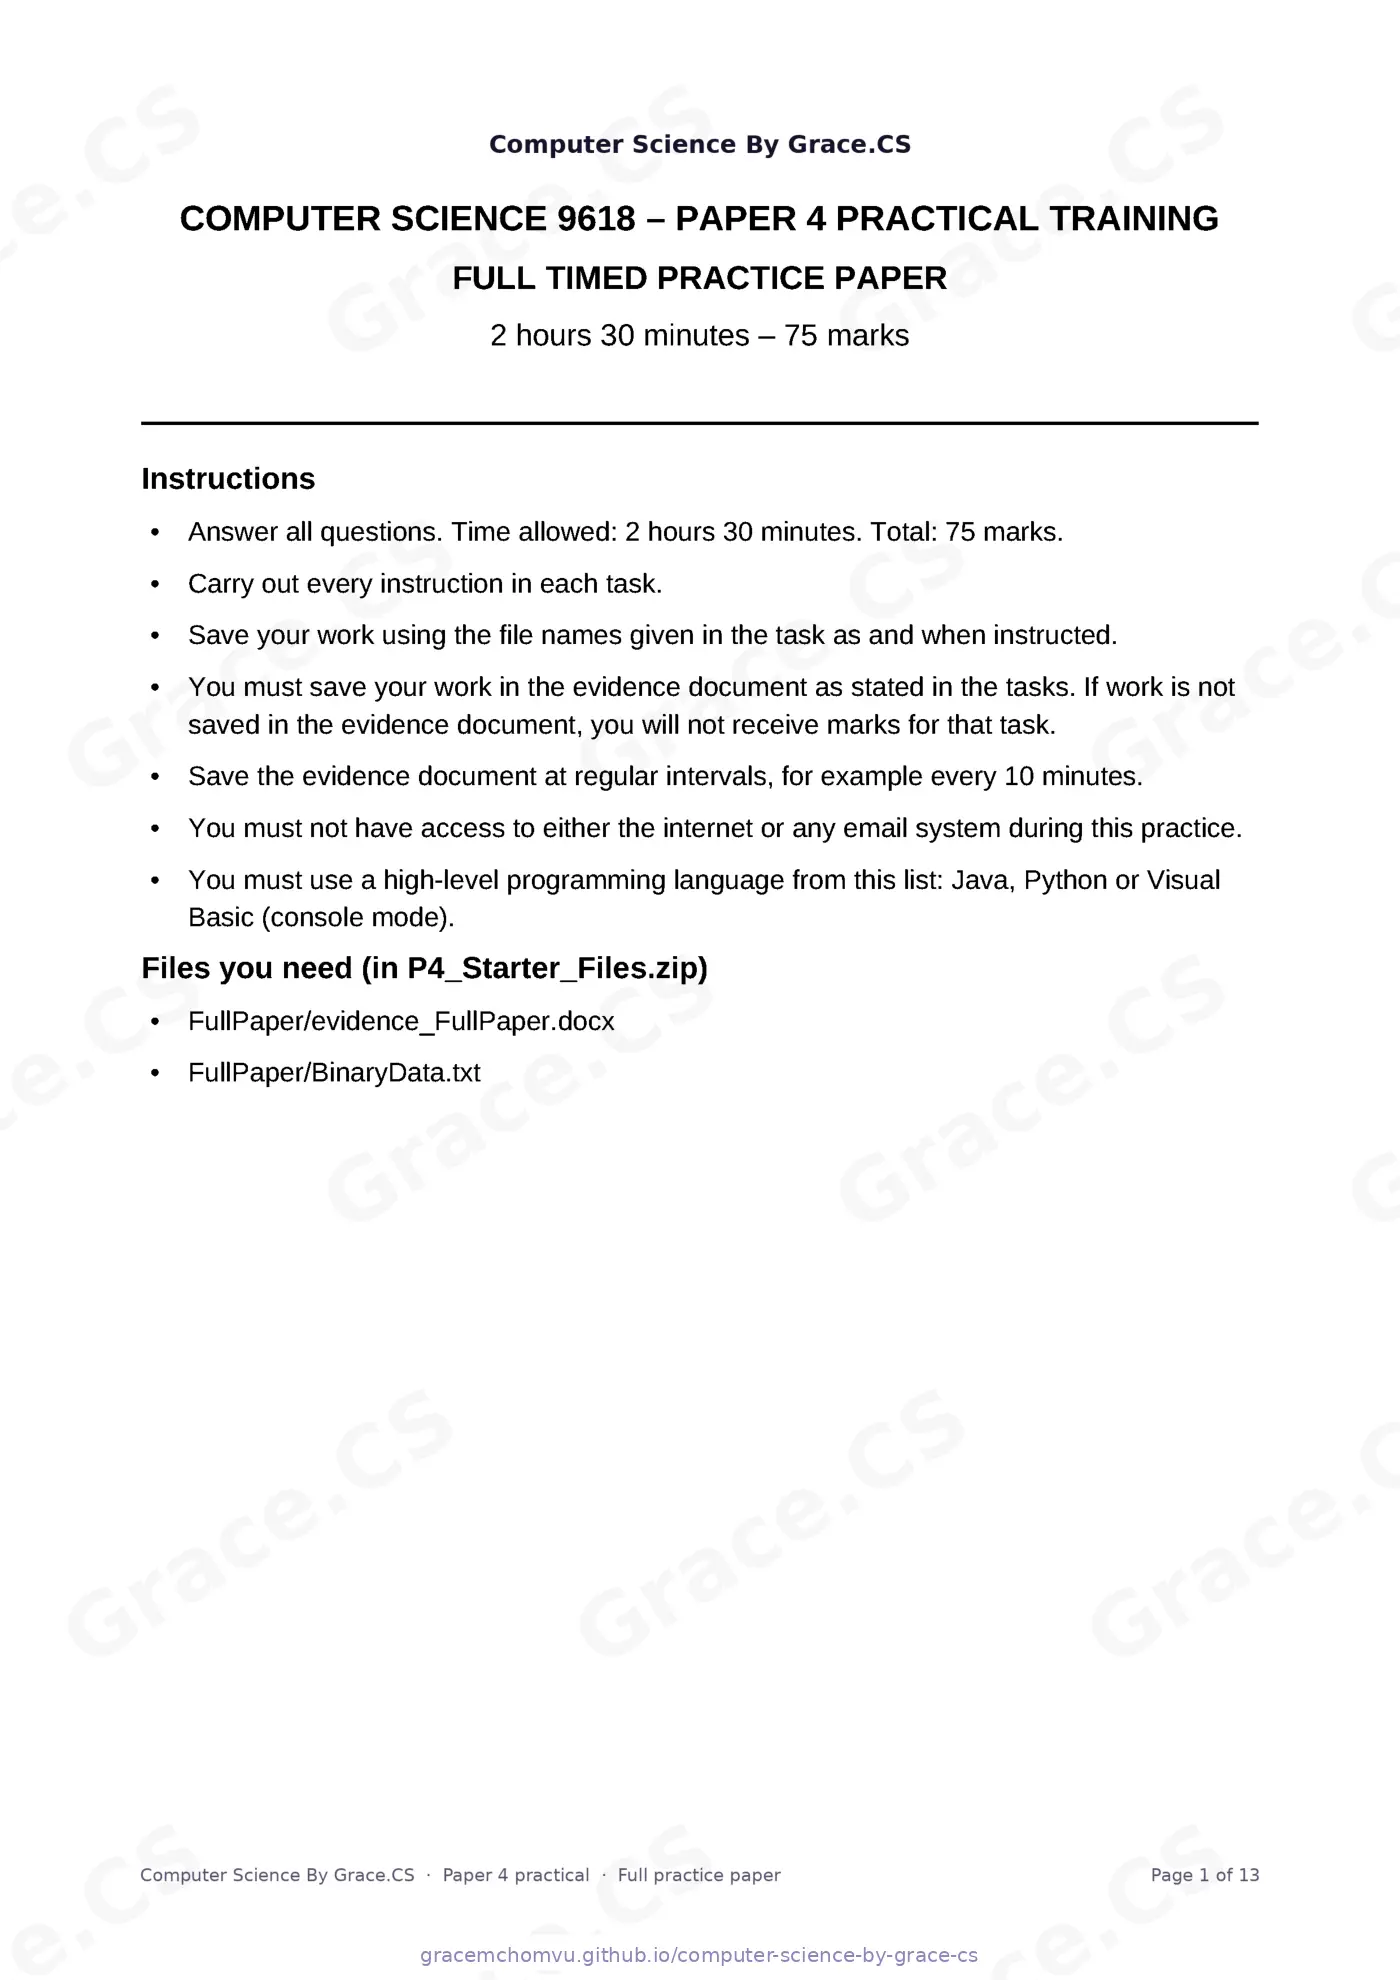 Computer Science By Grace.CS
COMPUTER SCIENCE 9618 – PAPER 4 PRACTICAL TRAINING
FULL TIMED PRACTICE PAPER
2 hours 30 minutes – 75 marks
Instructions
• Answer all questions. Time allowed: 2 hours 30 minutes. Total: 75 marks.
• Carry out every instruction in each task.
• Save your work using the file names given in the task as and when instructed.
• You must save your work in the evidence document as stated in the tasks. If work is not
saved in the evidence document, you will not receive marks for that task.
• Save the evidence document at regular intervals, for example every 10 minutes.
• You must not have access to either the internet or any email system during this practice.
• You must use a high-level programming language from this list: Java, Python or Visual
Basic (console mode).
Files you need (in P4_Starter_Files.zip)
• FullPaper/evidence_FullPaper.docx
• FullPaper/BinaryData.txt
Computer Science By Grace.CS · Paper 4 practical · Full practice paper Page 1 of 13
gracemchomvu.github.io/computer-science-by-grace-cs